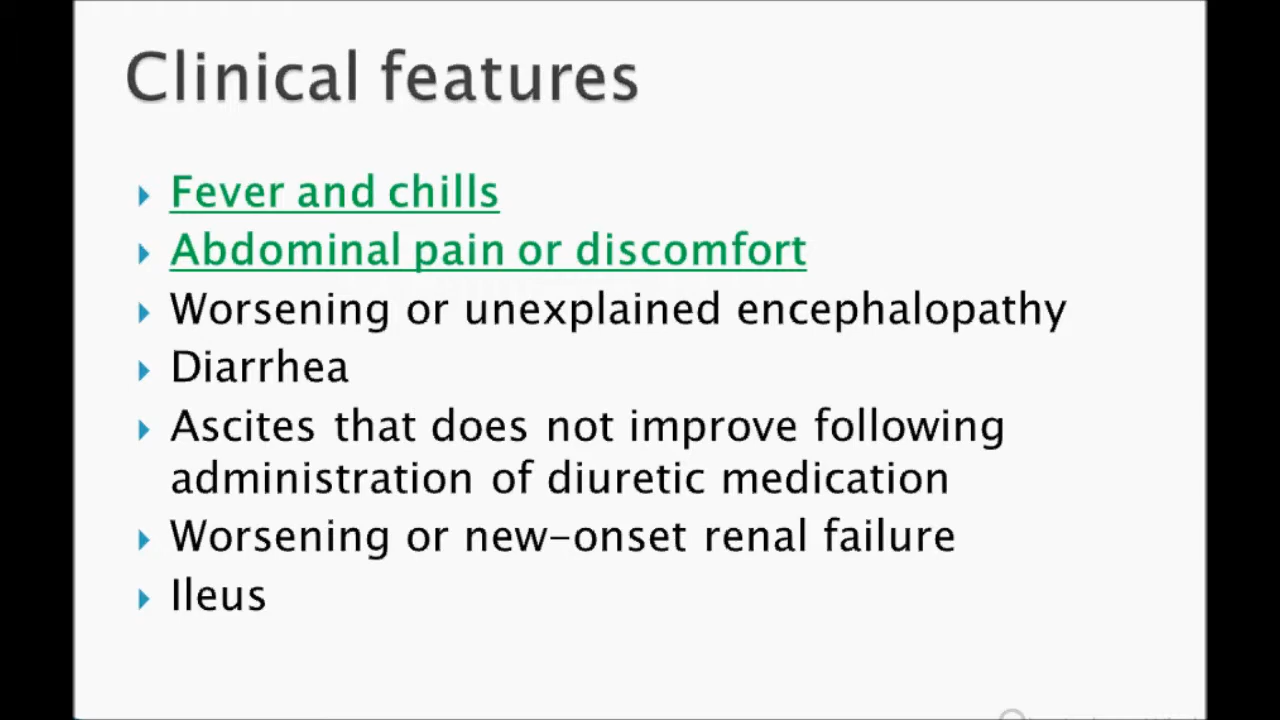 Clinical features
Fever and chills
Abdominal pain or discomfort
Worsening or unexplained encephalopathy
Diarrhea
Ascites that does not improve following
administration of diuretic medication
Worsening or new-onset renal failure
Ileus